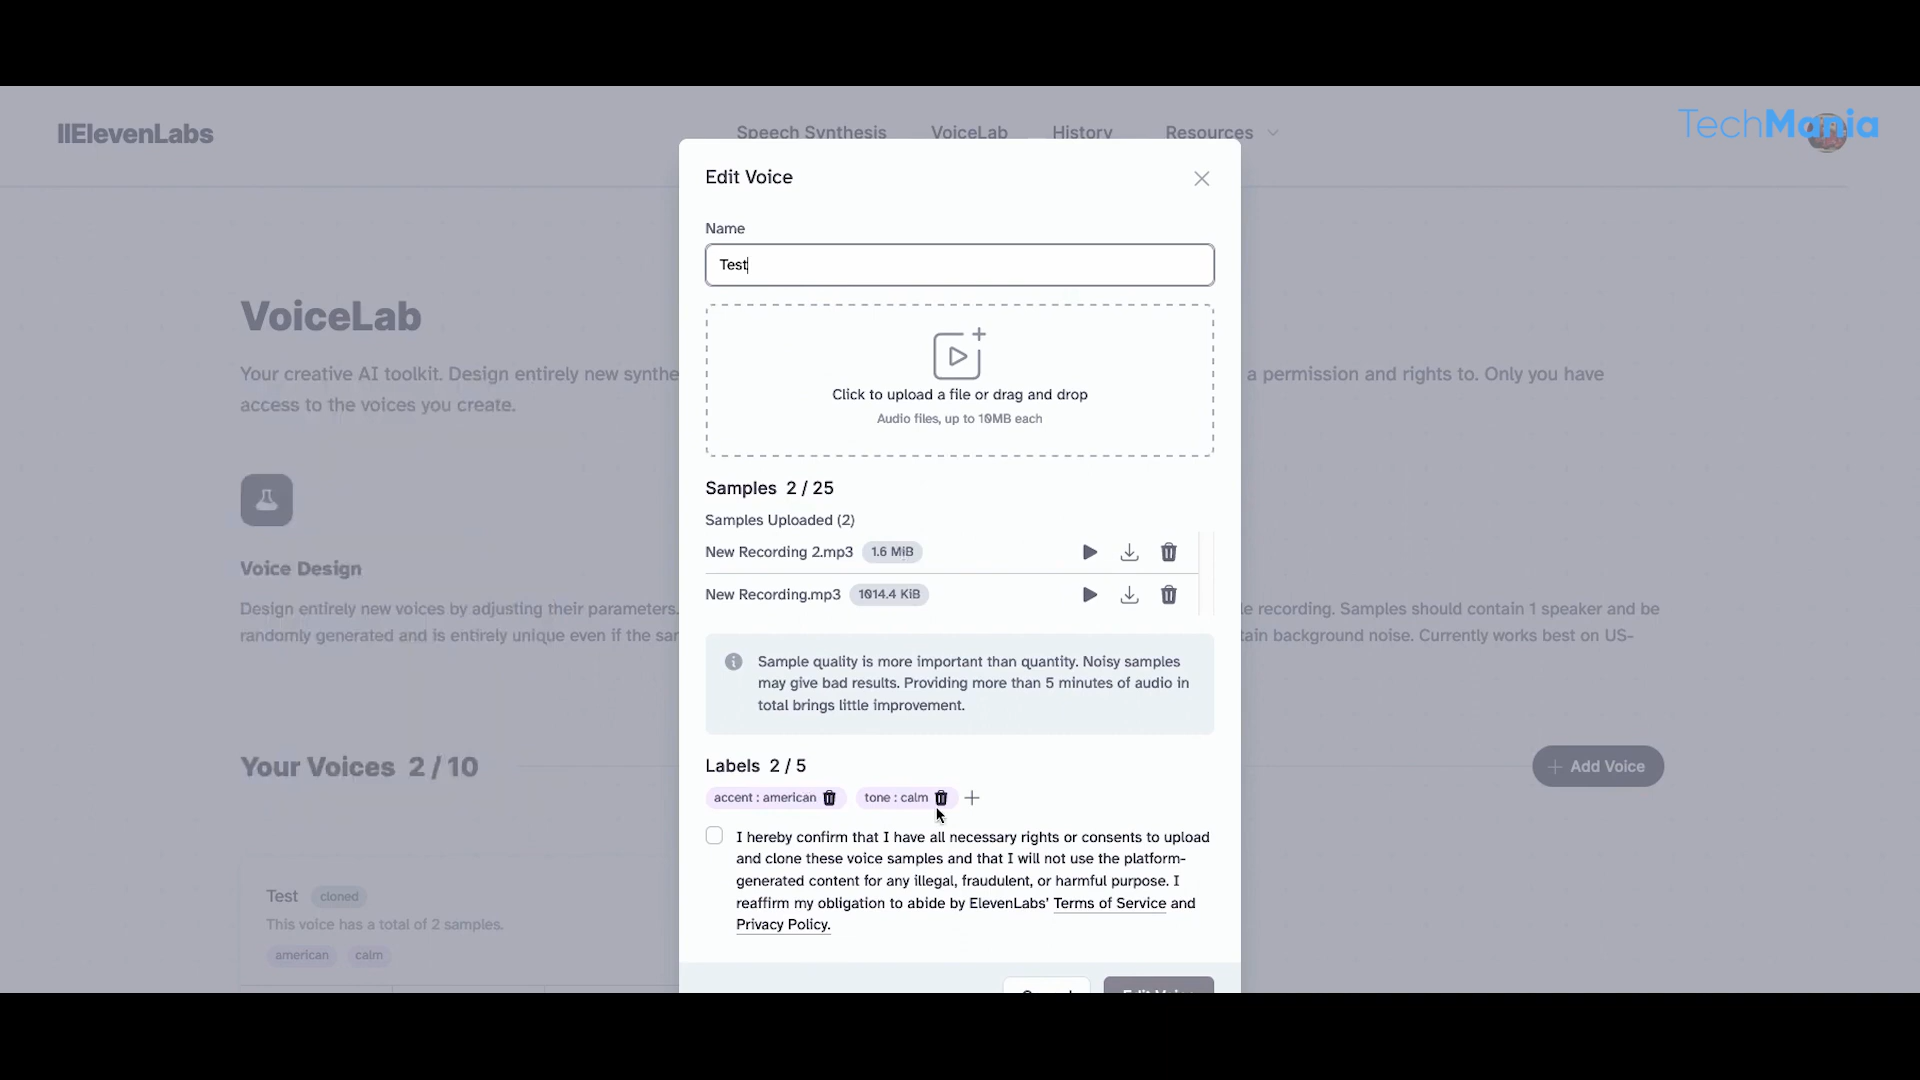 IIElevenLabs
Speech Synthesis VoiceLab History Resources
TechMania
Edit Voice
Name
Test
Click to upload a file or drag and drop
Audio files, up to 10MB each
Samples 2 / 25
Samples Uploaded (2)
New Recording 2.mp3 1.6 MiB
New Recording.mp3 1014.4 KiB
Sample quality is more important than quantity. Noisy samples
may give bad results. Providing more than 5 minutes of audio in
total brings little improvement.
Labels 2 / 5
accent : american tone : calm
I hereby confirm that I have all necessary rights or consents to upload
and clone these voice samples and that I will not use the platform-
generated content for any illegal, fraudulent, or harmful purpose. I
reaffirm my obligation to abide by ElevenLabs' Terms of Service and
Privacy Policy.
VoiceLab
Your creative AI toolkit. Design entirely new synthe
a permission and rights to. Only you have
access to the voices you create.
Voice Design
Design entirely new voices by adjusting their parameters.
le recording. Samples should contain 1 speaker and be
randomly generated and is entirely unique even if the sar
tain background noise. Currently works best on US-
Your Voices 2 / 10
+ Add Voice
Test cloned
This voice has a total of 2 samples.
american calm